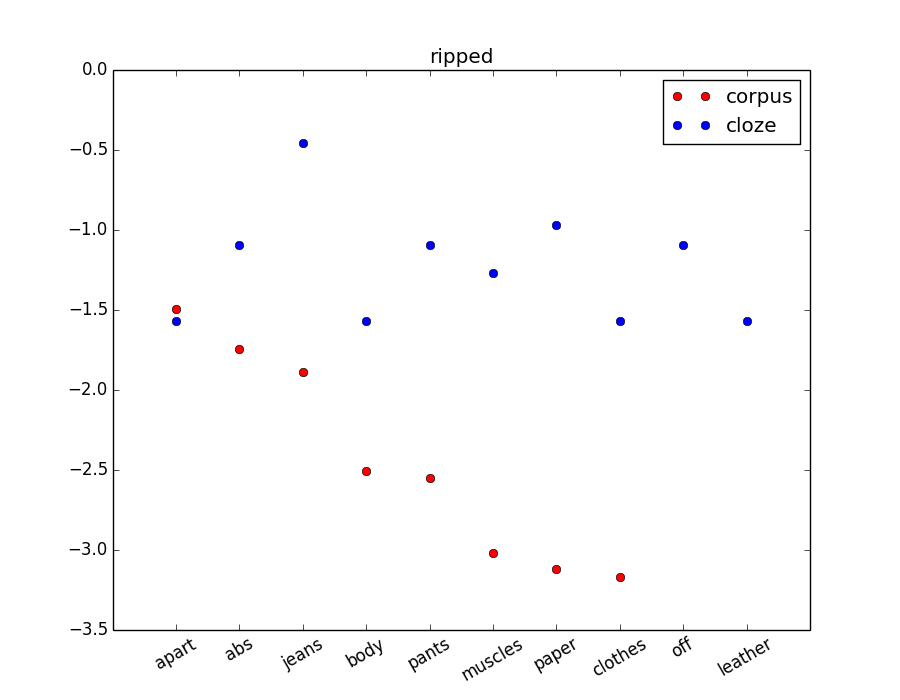 ripped
corpus
cloze
0.0
−0.5
−1.0
−1.5
−2.0
−2.5
−3.0
−3.5
apart abs jeans body pants muscles paper clothes off leather